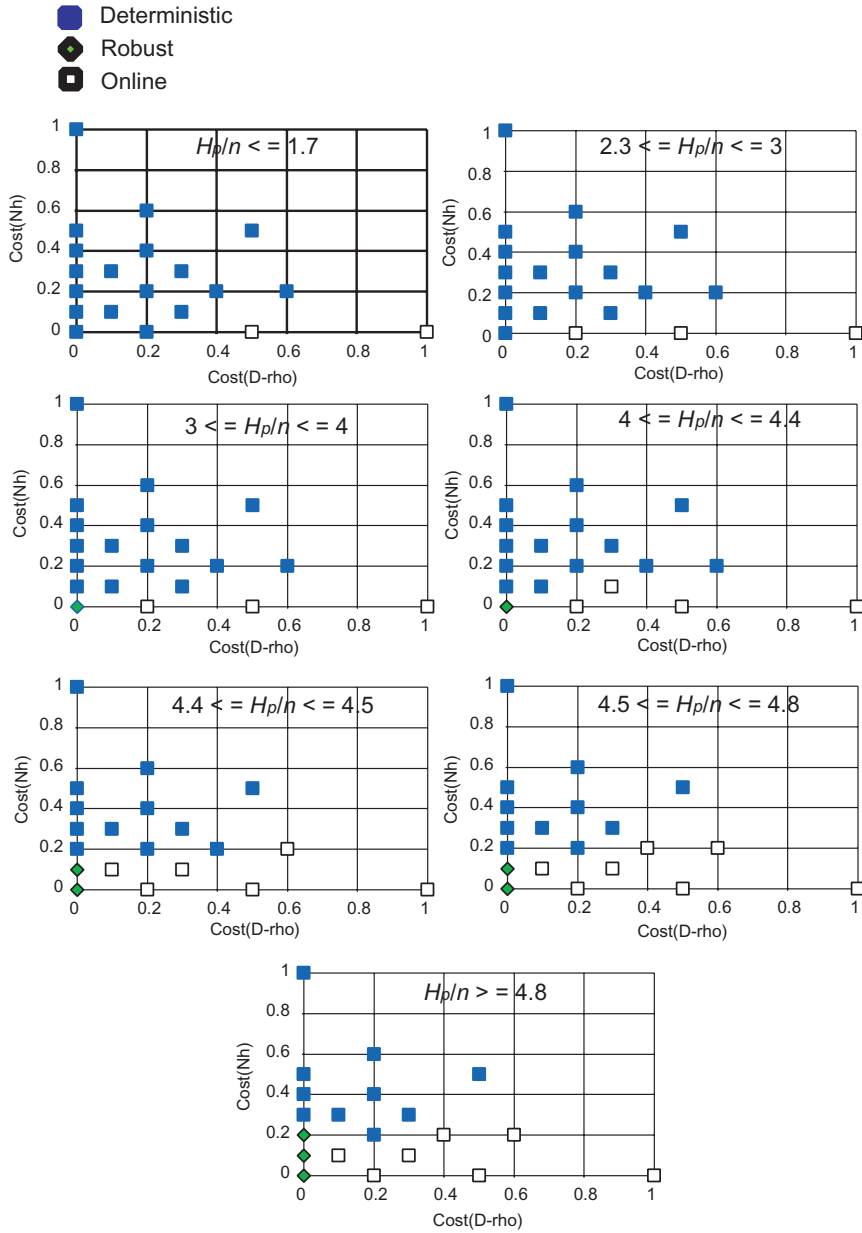 Deterministic
Robust
Online
Hp/n < = 1.7
1
0.8
0.6
0.4
0.2
0
Cost(Nh)
0 0.2 0.4 0.6 0.8 1
Cost(D-rho)
2.3 < = Hp/n < = 3
1
0.8
0.6
0.4
0.2
0
Cost(Nh)
0 0.2 0.4 0.6 0.8 1
Cost(D-rho)
3 < = Hp/n < = 4
1
0.8
0.6
0.4
0.2
0
Cost(Nh)
0 0.2 0.4 0.6 0.8 1
Cost(D-rho)
4 < = Hp/n < = 4.4
1
0.8
0.6
0.4
0.2
0
Cost(Nh)
0 0.2 0.4 0.6 0.8 1
Cost(D-rho)
4.4 < = Hp/n < = 4.5
1
0.8
0.6
0.4
0.2
0
Cost(Nh)
0 0.2 0.4 0.6 0.8 1
Cost(D-rho)
4.5 < = Hp/n < = 4.8
1
0.8
0.6
0.4
0.2
0
Cost(Nh)
0 0.2 0.4 0.6 0.8 1
Cost(D-rho)
Hp/n > = 4.8
1
0.8
0.6
0.4
0.2
0
Cost(Nh)
0 0.2 0.4 0.6 0.8 1
Cost(D-rho)